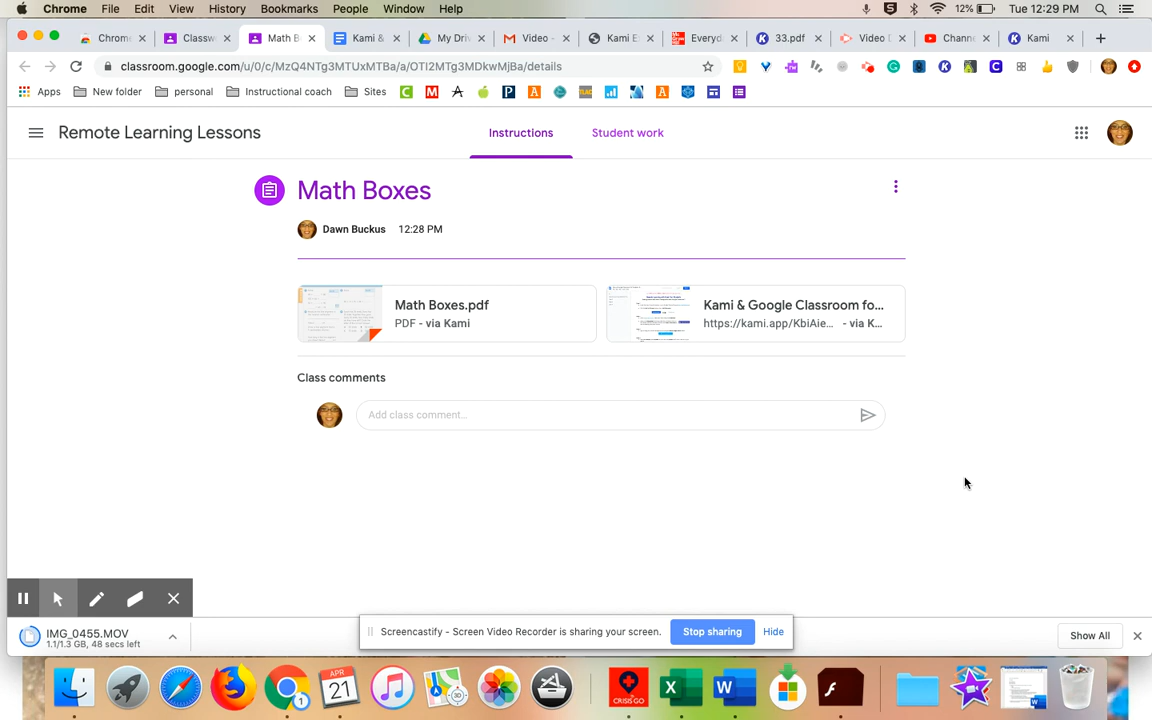 Chrome File Edit View History Bookmarks People Window Help 12% Tue 12:29 PM
Chrome Classw Math B Kami & My Driv Video - Kami E Everyd 33.pdf Video D Chann Kami
classroom.google.com/u/0/c/MzQ4NTg3MTUxMTBa/a/OTI2MTg3MDkwMjBa/details
Apps New folder personal Instructional coach Sites
Remote Learning Lessons Instructions Student work
Math Boxes
Dawn Buckus 12:28 PM
Math Boxes.pdf
PDF - via Kami
Kami & Google Classroom fo...
https://kami.app/KbiAie... - via K...
Class comments
Add class comment...
IMG_0455.MOV
1.1/1.3 GB, 48 secs left
Screencastify - Screen Video Recorder is sharing your screen. Stop sharing Hide
Show All
APR
21
CRISIS GO